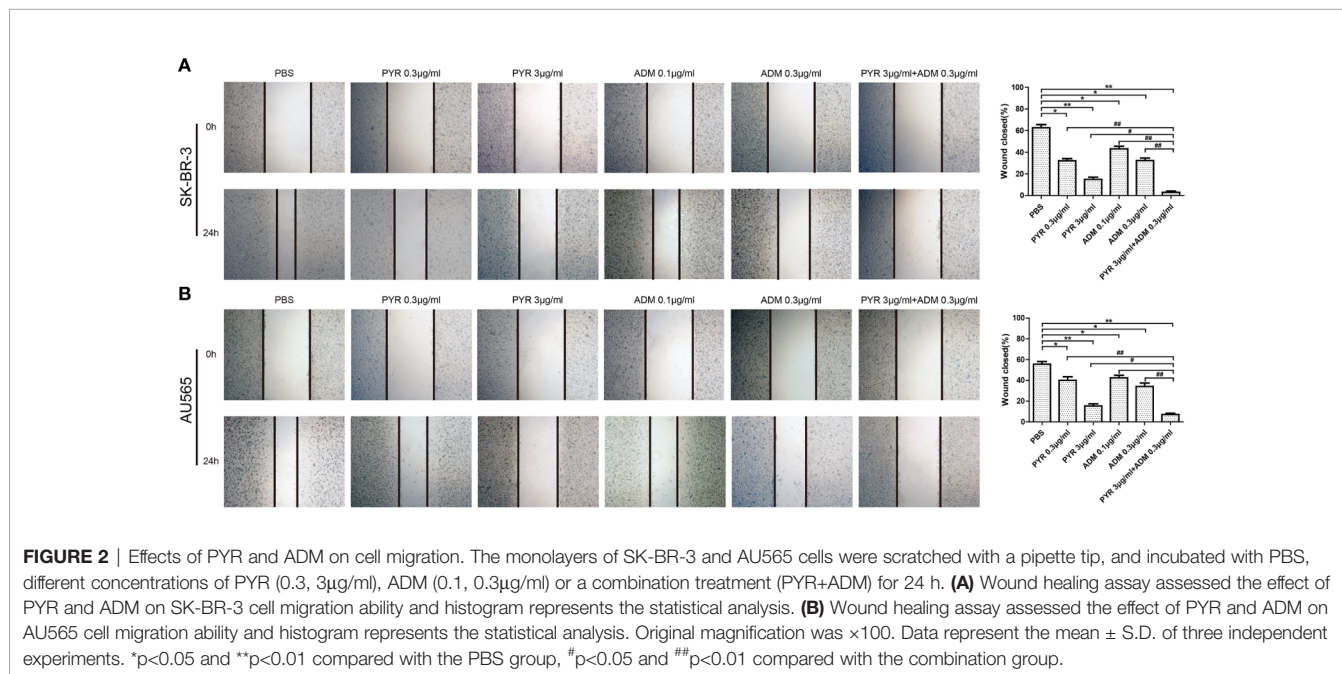 A
PBS
PYR 0.3μg/ml
PYR 3μg/ml
ADM 0.1μg/ml
ADM 0.3μg/ml
PYR 3μg/ml+ADM 0.3μg/ml
SK-BR-3
0h
24h
Wound closed(%)
100
80
60
40
20
0
**
*
*
**
*
##
#
##
##
PBS
PYR 0.3μg/ml
PYR 3μg/ml
ADM 0.1μg/ml
ADM 0.3μg/ml
PYR 3μg/ml+ADM 0.3μg/ml
B
PBS
PYR 0.3μg/ml
PYR 3μg/ml
ADM 0.1μg/ml
ADM 0.3μg/ml
PYR 3μg/ml+ADM 0.3μg/ml
AU565
0h
24h
Wound closed(%)
100
80
60
40
20
0
**
*
*
**
*
##
#
##
PBS
PYR 0.3μg/ml
PYR 3μg/ml
ADM 0.1μg/ml
ADM 0.3μg/ml
PYR 3μg/ml+ADM 0.3μg/ml
FIGURE 2 | Effects of PYR and ADM on cell migration. The monolayers of SK-BR-3 and AU565 cells were scratched with a pipette tip, and incubated with PBS,
different concentrations of PYR (0.3, 3μg/ml), ADM (0.1, 0.3μg/ml) or a combination treatment (PYR+ADM) for 24 h. (A) Wound healing assay assessed the effect of
PYR and ADM on SK-BR-3 cell migration ability and histogram represents the statistical analysis. (B) Wound healing assay assessed the effect of PYR and ADM on
AU565 cell migration ability and histogram represents the statistical analysis. Original magnification was ×100. Data represent the mean ± S.D. of three independent
experiments. *p<0.05 and **p<0.01 compared with the PBS group, #p<0.05 and ##p<0.01 compared with the combination group.